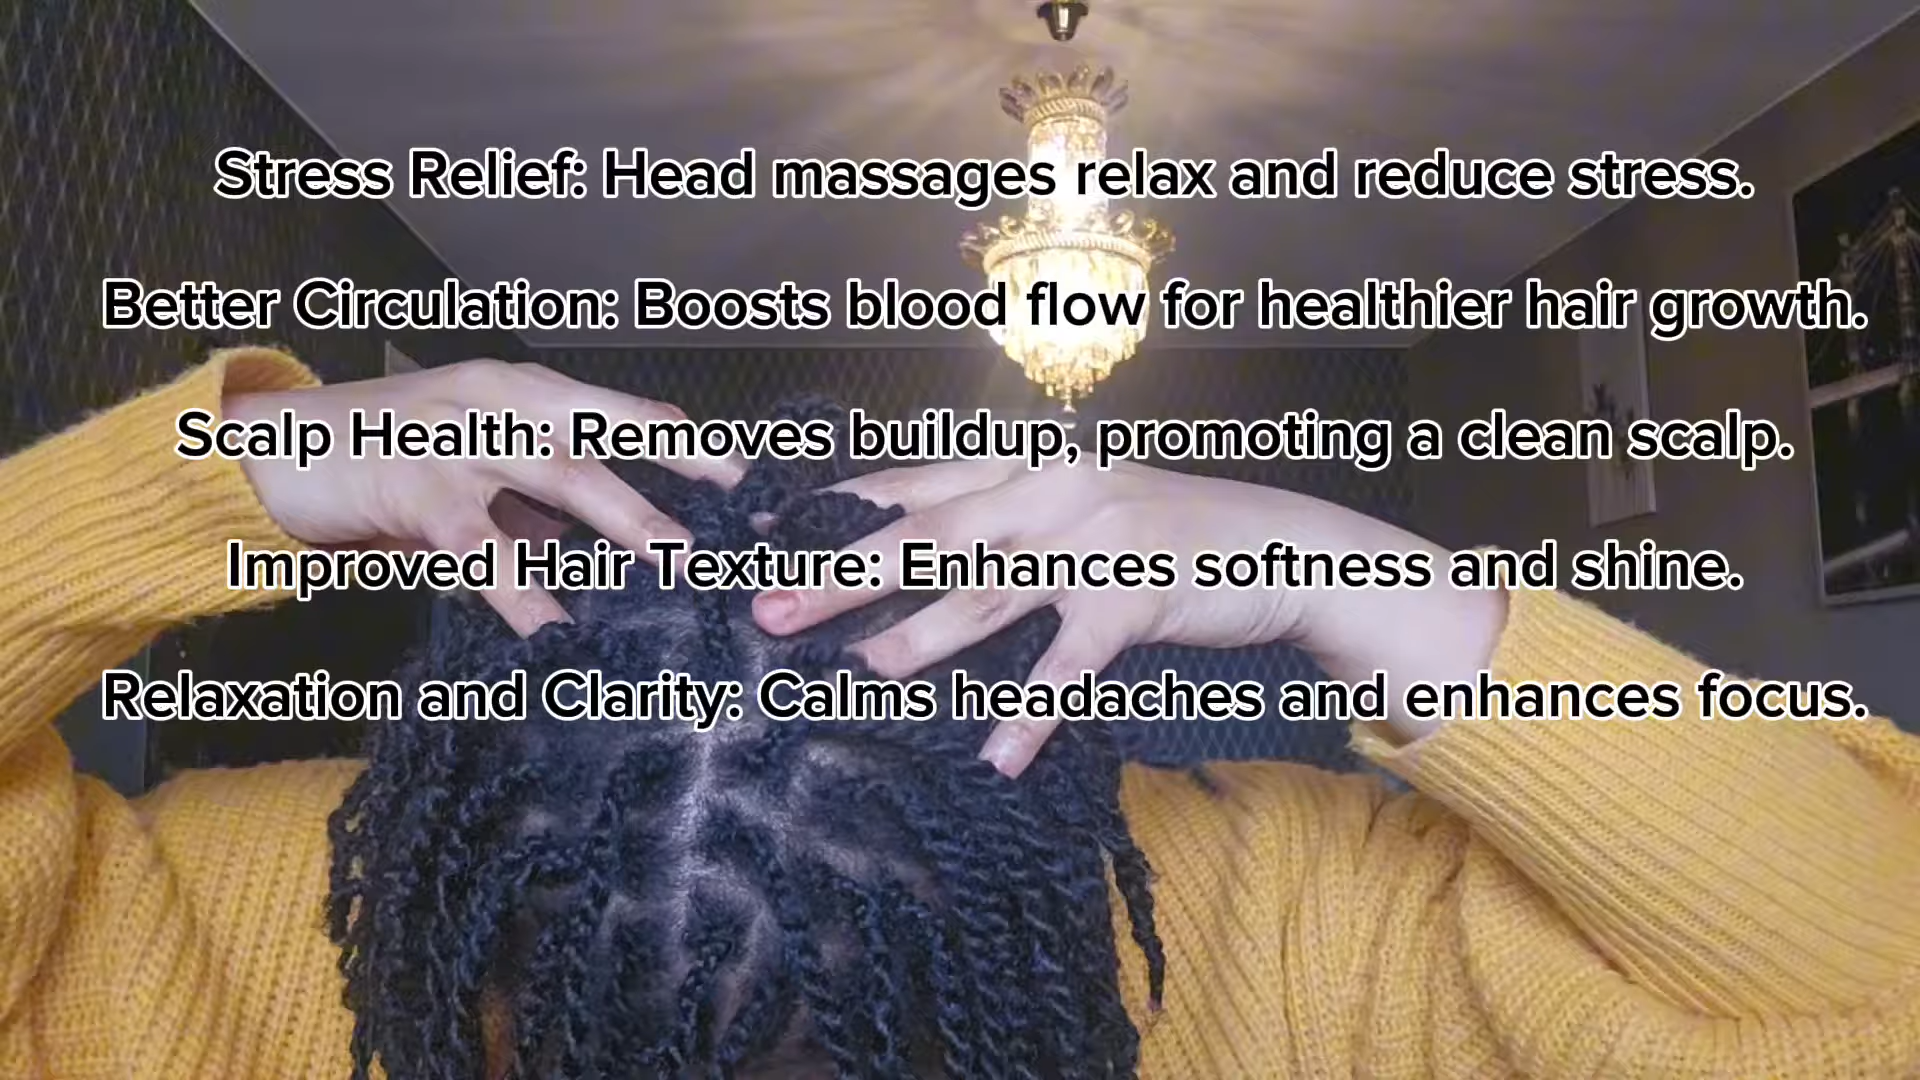 Stress Relief: Head massages relax and reduce stress.
Better Circulation: Boosts blood flow for healthier hair growth.
Scalp Health: Removes buildup, promoting a clean scalp.
Improved Hair Texture: Enhances softness and shine.
Relaxation and Clarity: Calms headaches and enhances focus.